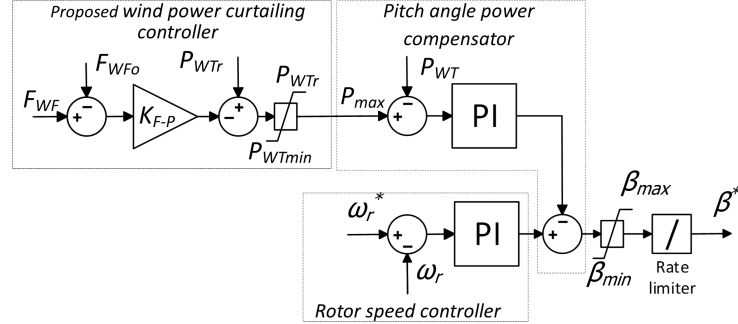 Proposed wind power curtailing
controller
Pitch angle power
compensator
F_WFo
P_WTr
P_WTr
P_WT
F_WF
K_F-P
P_max
PI
P_WTmin
ω_r*
PI
β_max
β*
ω_r
β_min
Rate
limiter
Rotor speed controller